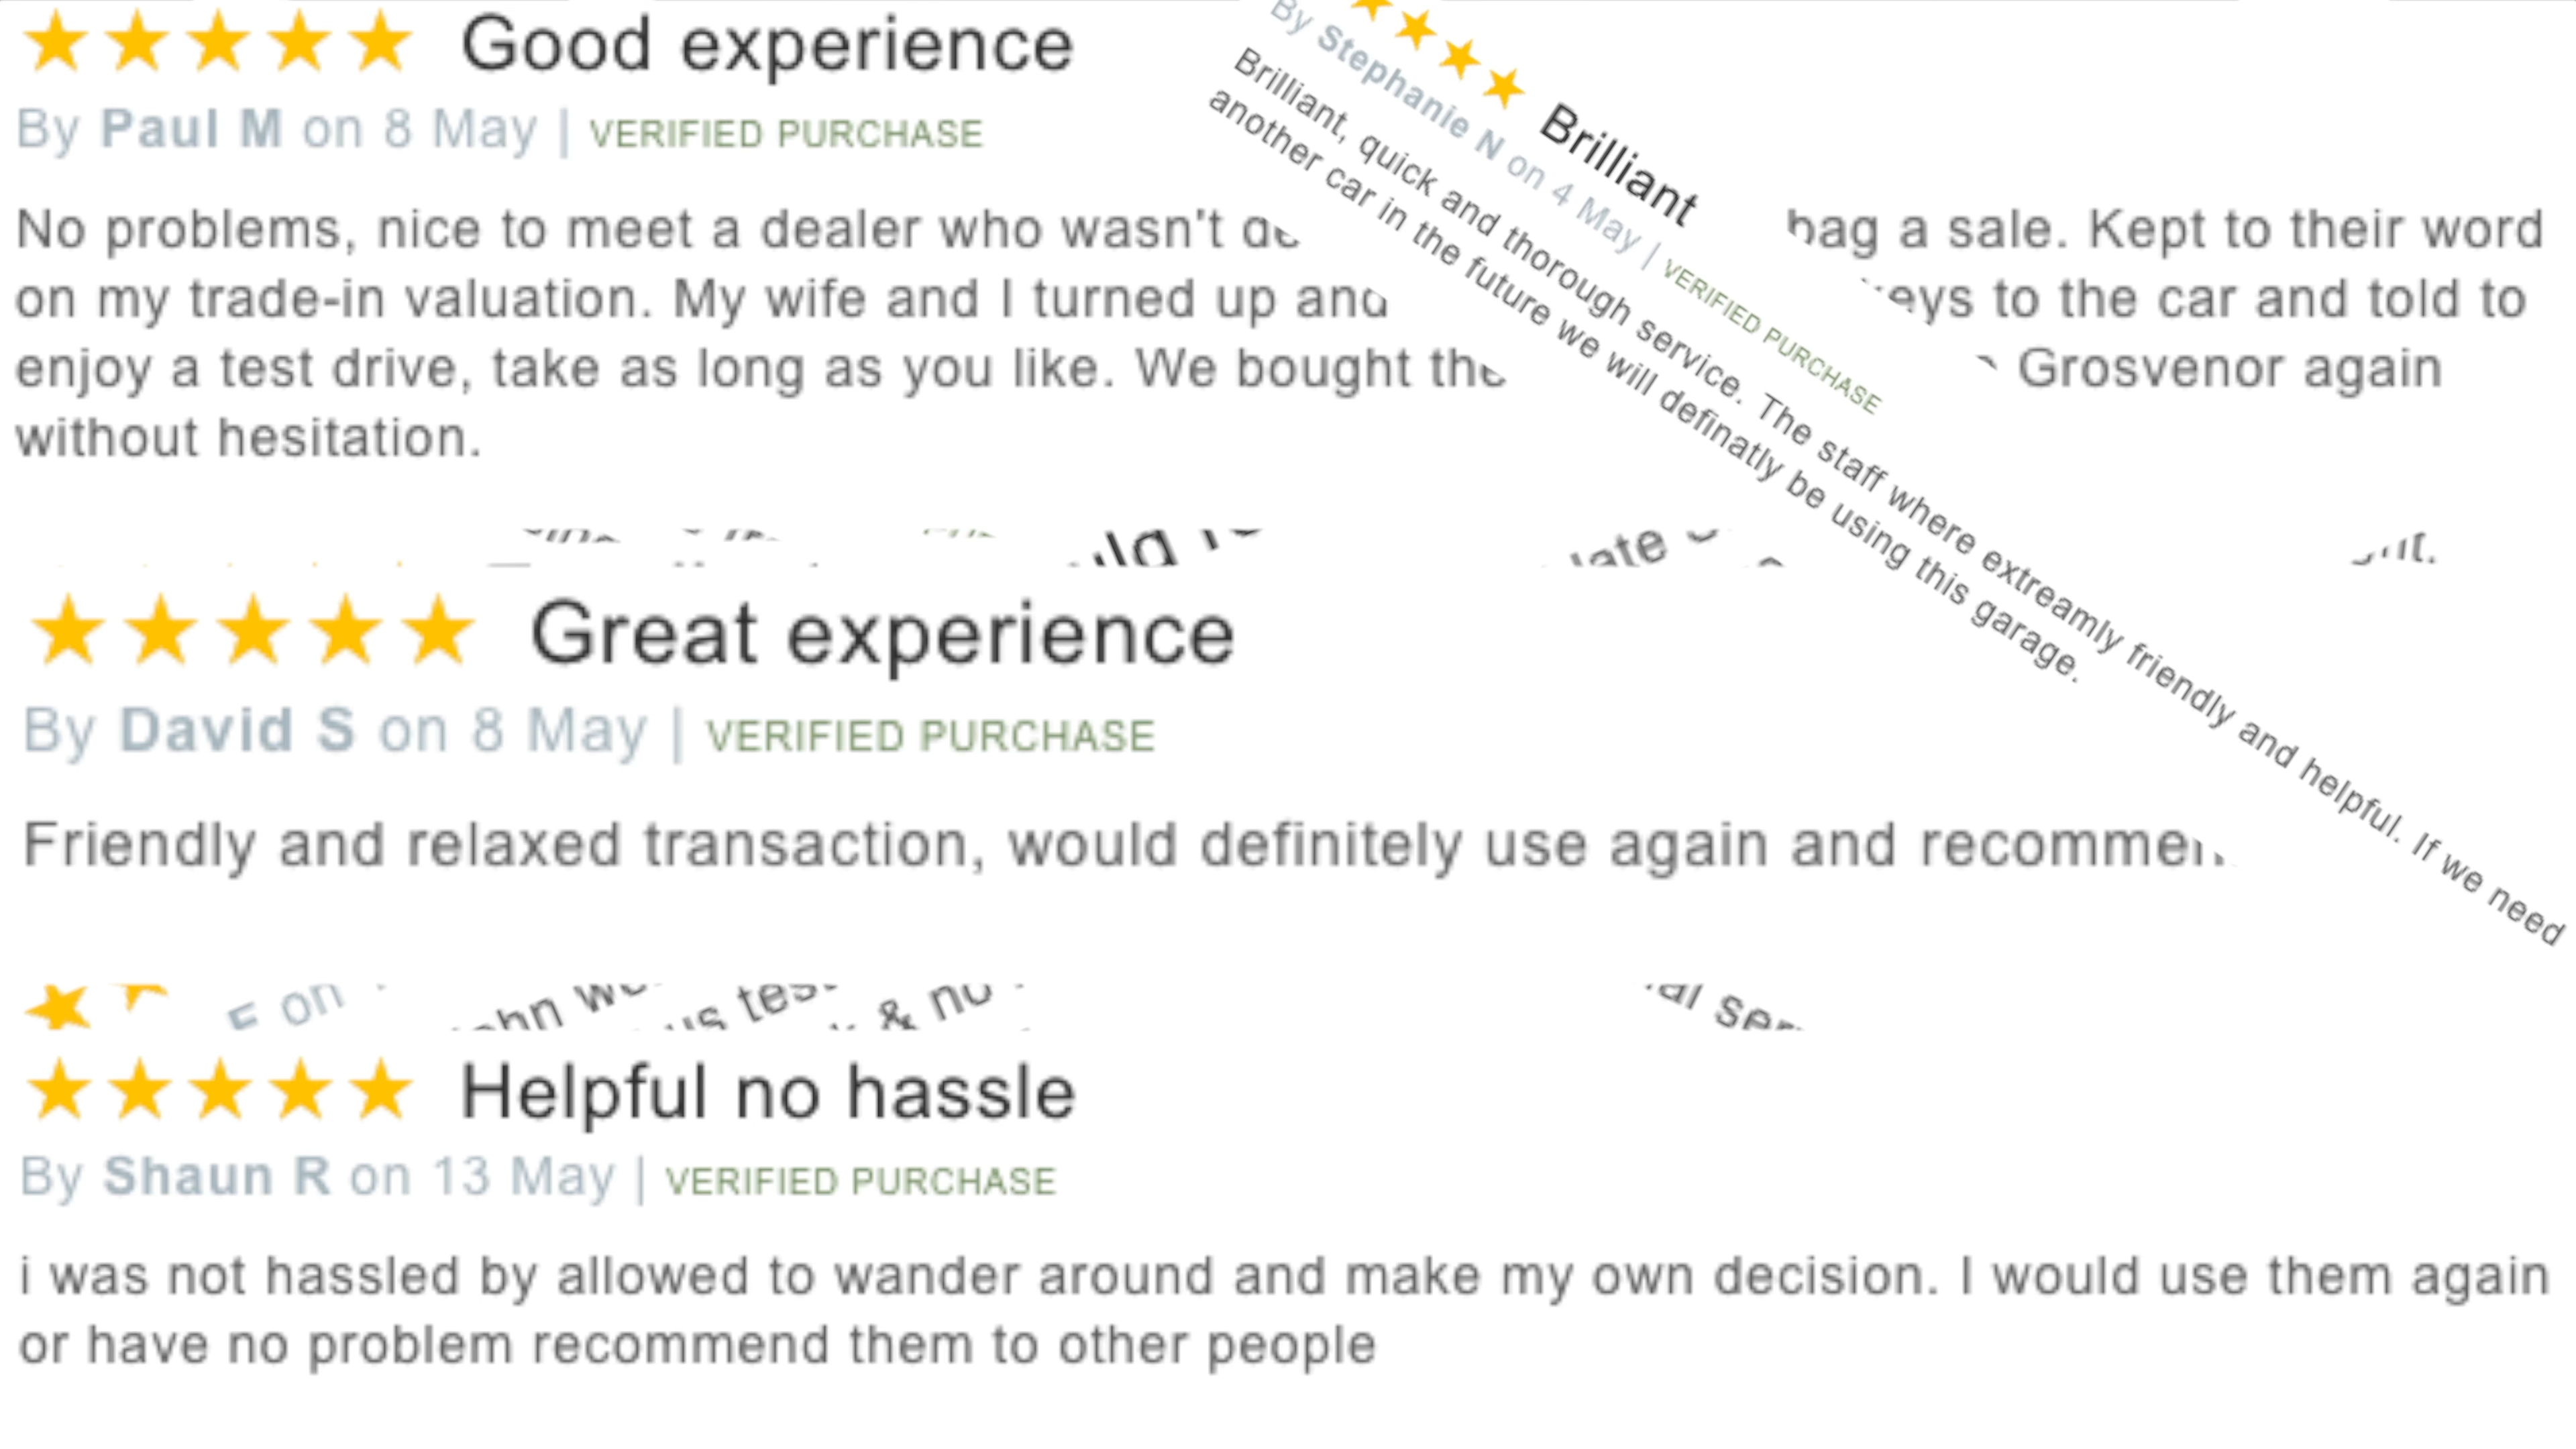 Good experience
By Paul M on 8 May | VERIFIED PURCHASE
No problems, nice to meet a dealer who wasn't bag a sale. Kept to their word
on my trade-in valuation. My wife and I turned up and to the car and told to
enjoy a test drive, take as long as you like. We bought the Grosvenor again
without hesitation.
Brilliant
By Stephanie N on 4 May | VERIFIED PURCHASE
Brilliant, quick and thorough service. The staff where extreamly friendly and helpful. If we need
another car in the future we will definatly be using this garage.
Great experience
By David S on 8 May | VERIFIED PURCHASE
Friendly and relaxed transaction, would definitely use again and
on
&
Helpful no hassle
By Shaun R on 13 May | VERIFIED PURCHASE
i was not hassled by allowed to wander around and make my own decision. I would use them again
or have no problem recommend them to other people